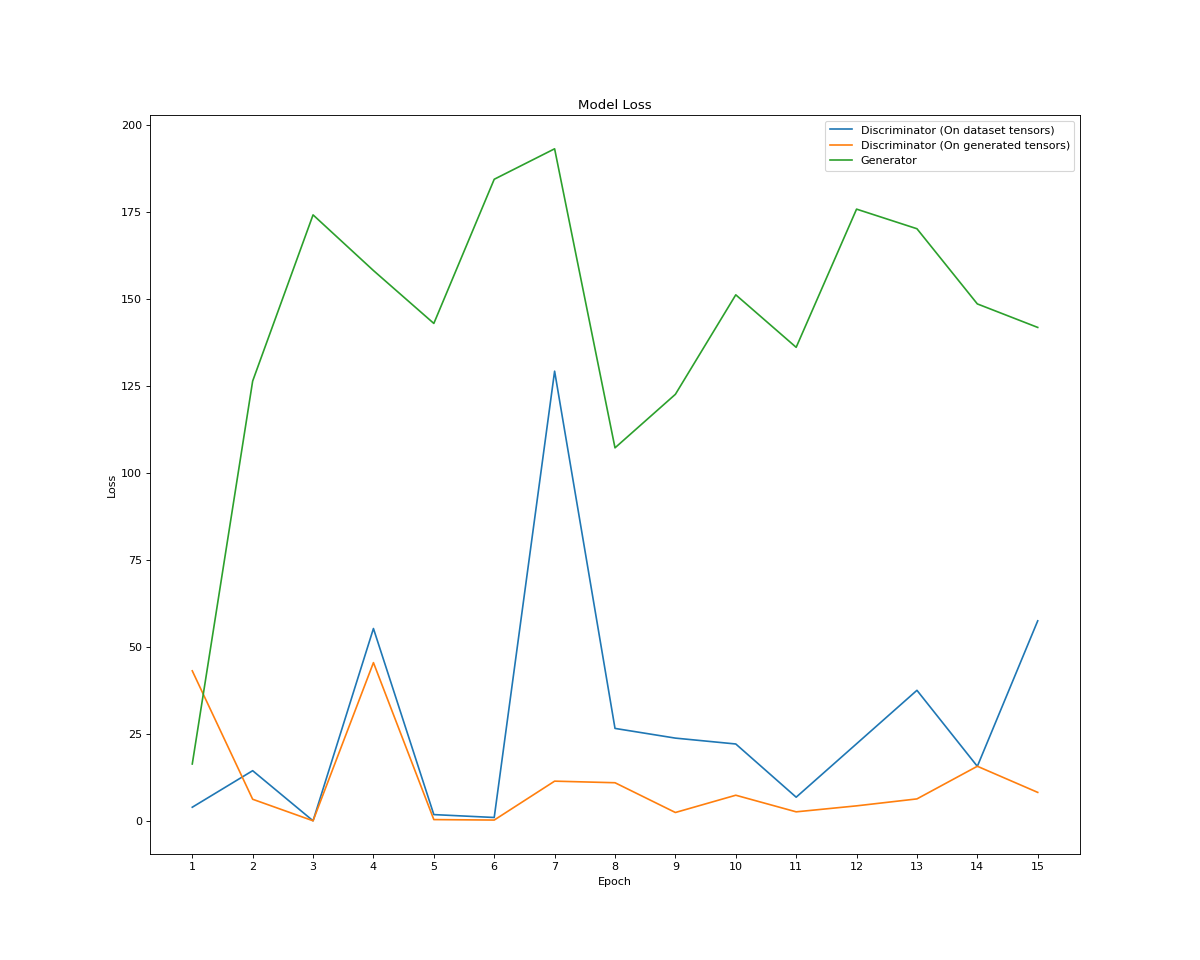 Model Loss
Discriminator (On dataset tensors)
Discriminator (On generated tensors)
Generator
200
175
150
125
100
75
50
25
0
Loss
1 2 3 4 5 6 7 8 9 10 11 12 13 14 15
Epoch